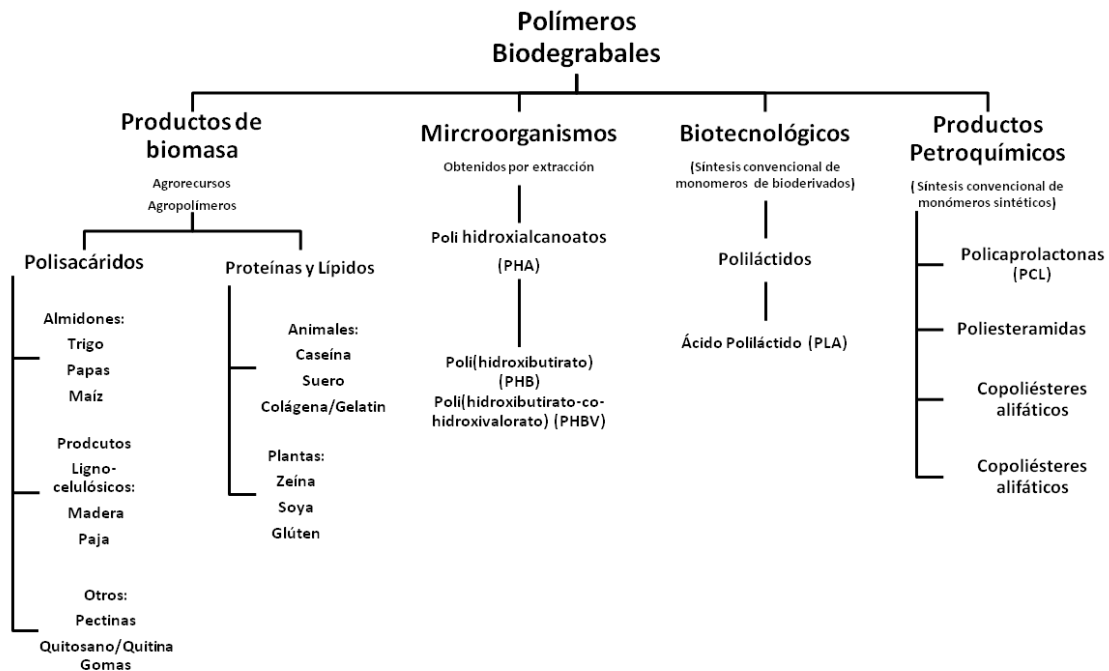 Polímeros
Biodegrabales
Productos de
biomasa
Agrorecursos
Agropolímeros
Polisacáridos
Almidones:
Trigo
Papas
Maíz
Prodcutos
Ligno-
celulósicos:
Madera
Paja
Otros:
Pectinas
Quitosano/Quitina
Gomas
Proteínas y Lípidos
Animales:
Caseína
Suero
Colágena/Gelatin
Plantas:
Zeína
Soya
Glúten
Mircroorganismos
Obtenidos por extracción
Poli hidroxialcanoatos
(PHA)
Poli(hidroxibutirato)
(PHB)
Poli(hidroxibutirato-co-
hidroxivalorato) (PHBV)
Biotecnológicos
(Síntesis convencional de
monomeros de bioderivados)
Poliláctidos
Ácido Poliláctido (PLA)
Productos
Petroquímicos
( Síntesis convencional de
monómeros sintéticos)
Policaprolactonas
(PCL)
Poliesteramidas
Copoliésteres
alifáticos
Copoliésteres
alifáticos